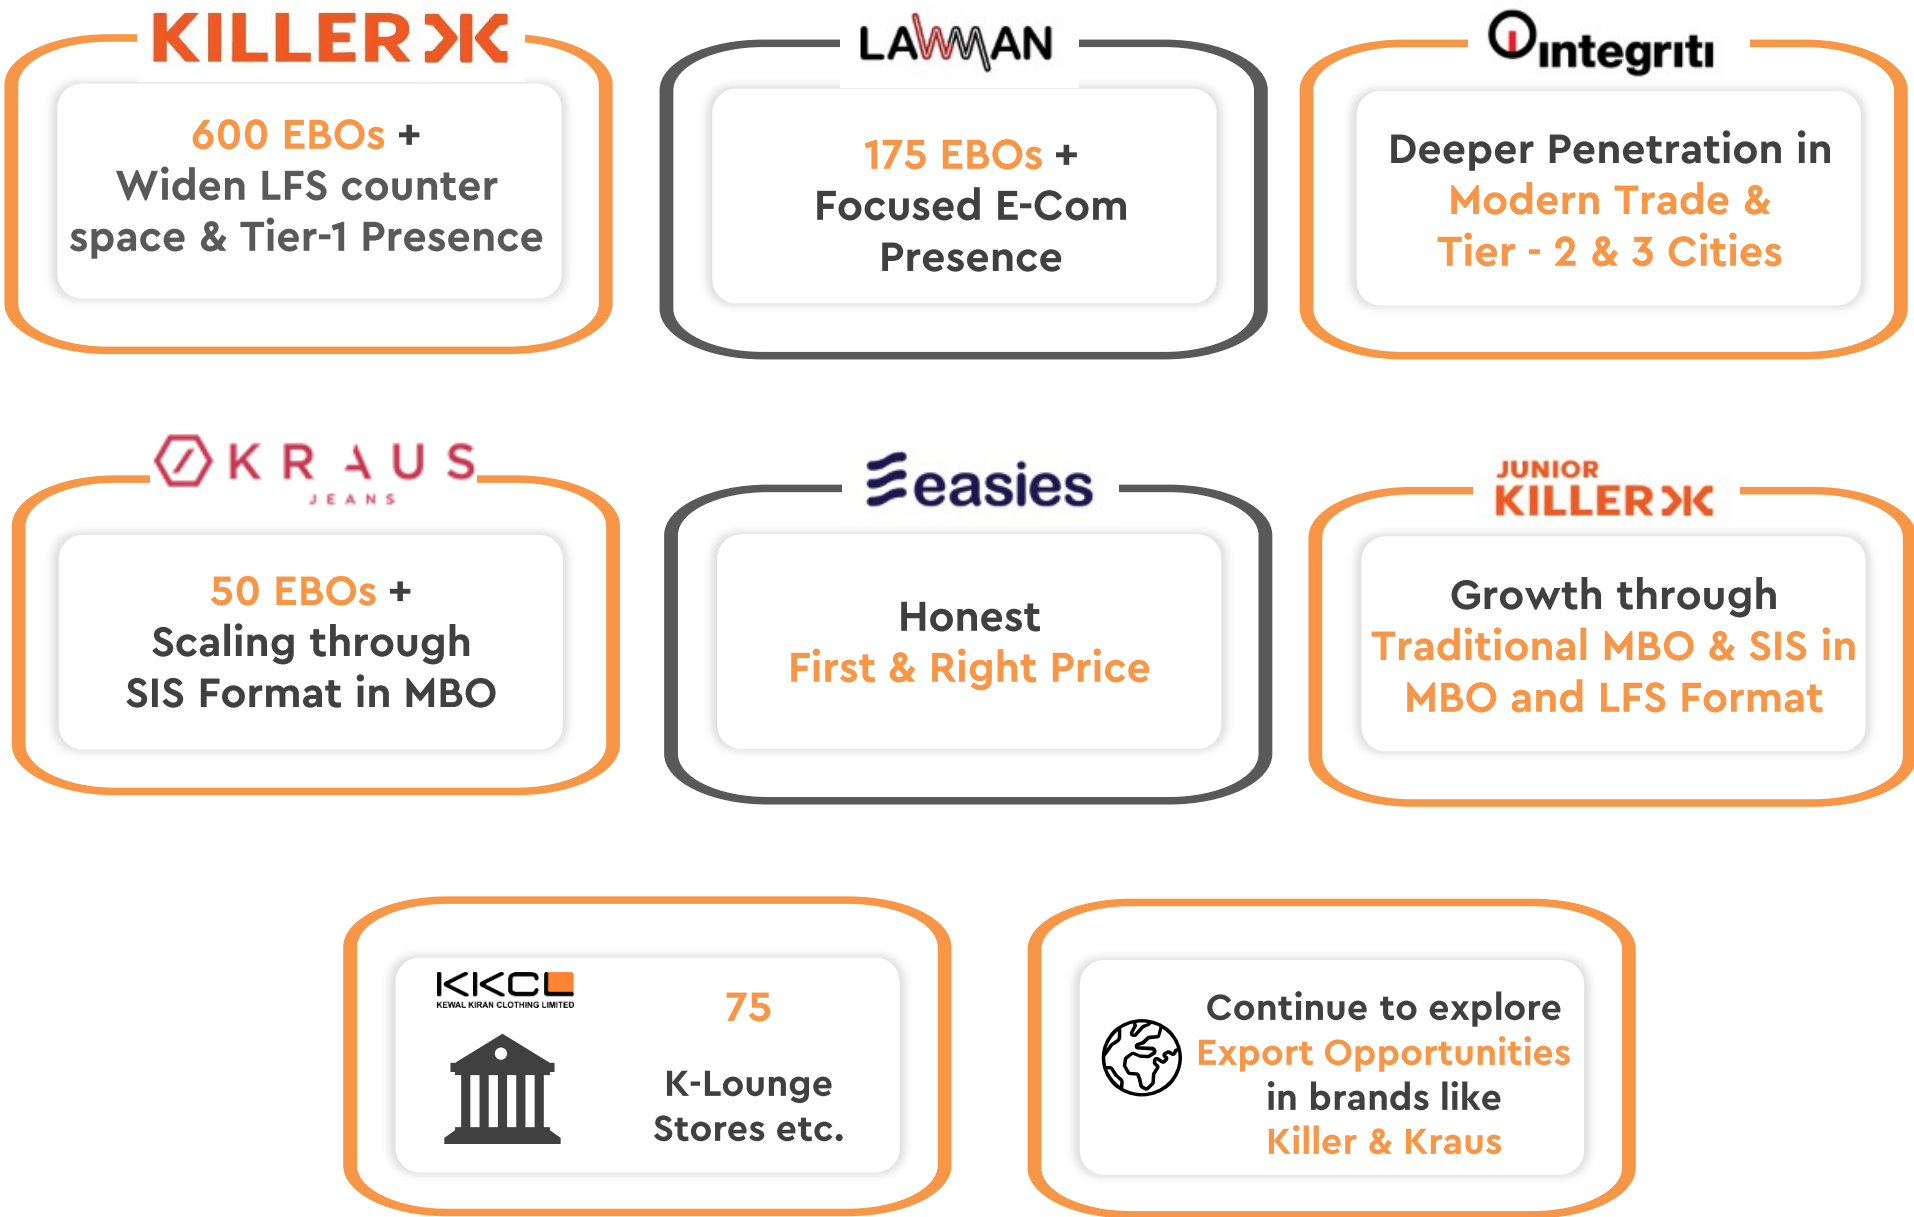 KILLER
600 EBOs +
Widen LFS counter
space & Tier-1 Presence
LAWMAN
175 EBOs +
Focused E-Com
Presence
integriti
Deeper Penetration in
Modern Trade &
Tier - 2 & 3 Cities
KRAUS
JEANS
50 EBOs +
Scaling through
SIS Format in MBO
easies
Honest
First & Right Price
JUNIOR
KILLER
Growth through
Traditional MBO & SIS in
MBO and LFS Format
KKCL
KEWAL KIRAN CLOTHING LIMITED
75
K-Lounge
Stores etc.
Continue to explore
Export Opportunities
in brands like
Killer & Kraus